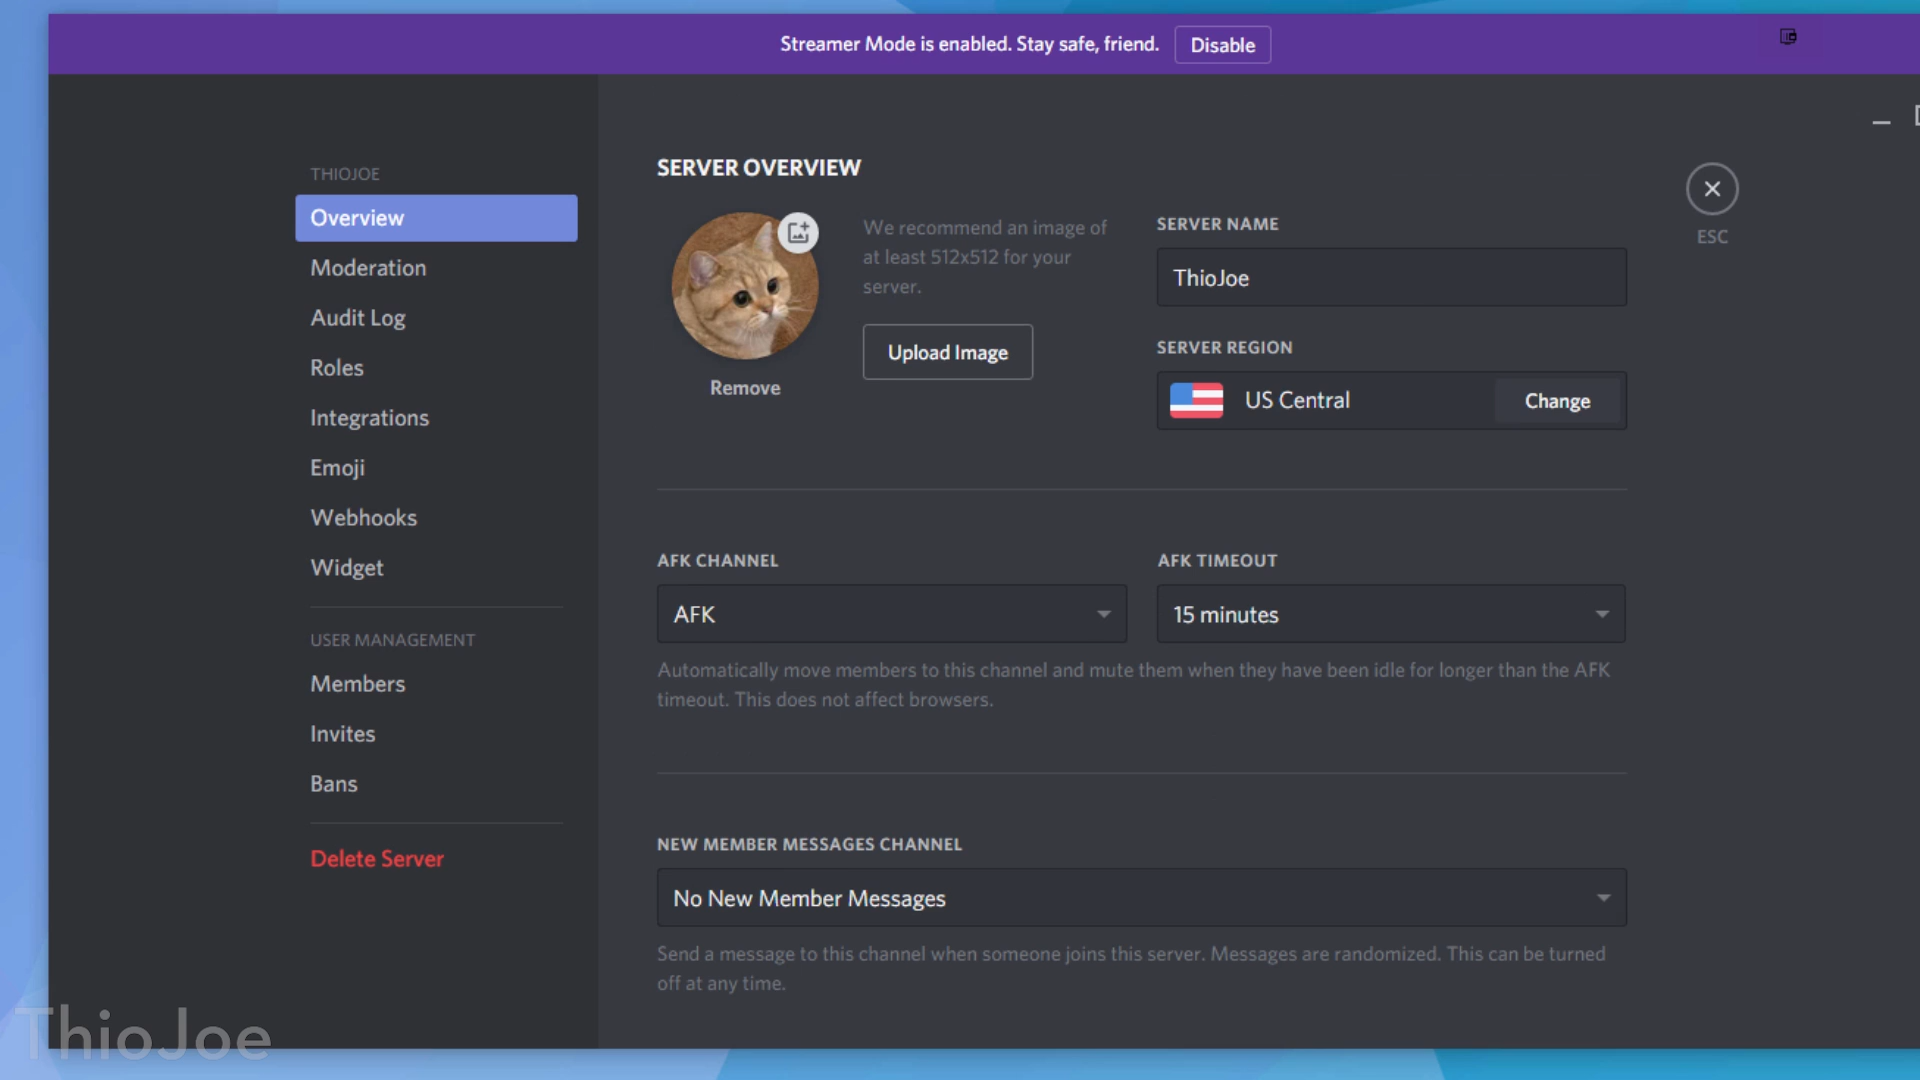 Streamer Mode is enabled. Stay safe, friend.
Disable
THIOJOE
Overview
Moderation
Audit Log
Roles
Integrations
Emoji
Webhooks
Widget
USER MANAGEMENT
Members
Invites
Bans
Delete Server
SERVER OVERVIEW
Remove
We recommend an image of
at least 512x512 for your
server.
Upload Image
SERVER NAME
ThioJoe
SERVER REGION
US Central
Change
ESC
AFK CHANNEL
AFK
AFK TIMEOUT
15 minutes
Automatically move members to this channel and mute them when they have been idle for longer than the AFK
timeout. This does not affect browsers.
NEW MEMBER MESSAGES CHANNEL
No New Member Messages
Send a message to this channel when someone joins this server. Messages are randomized. This can be turned
off at any time.
ThioJoe